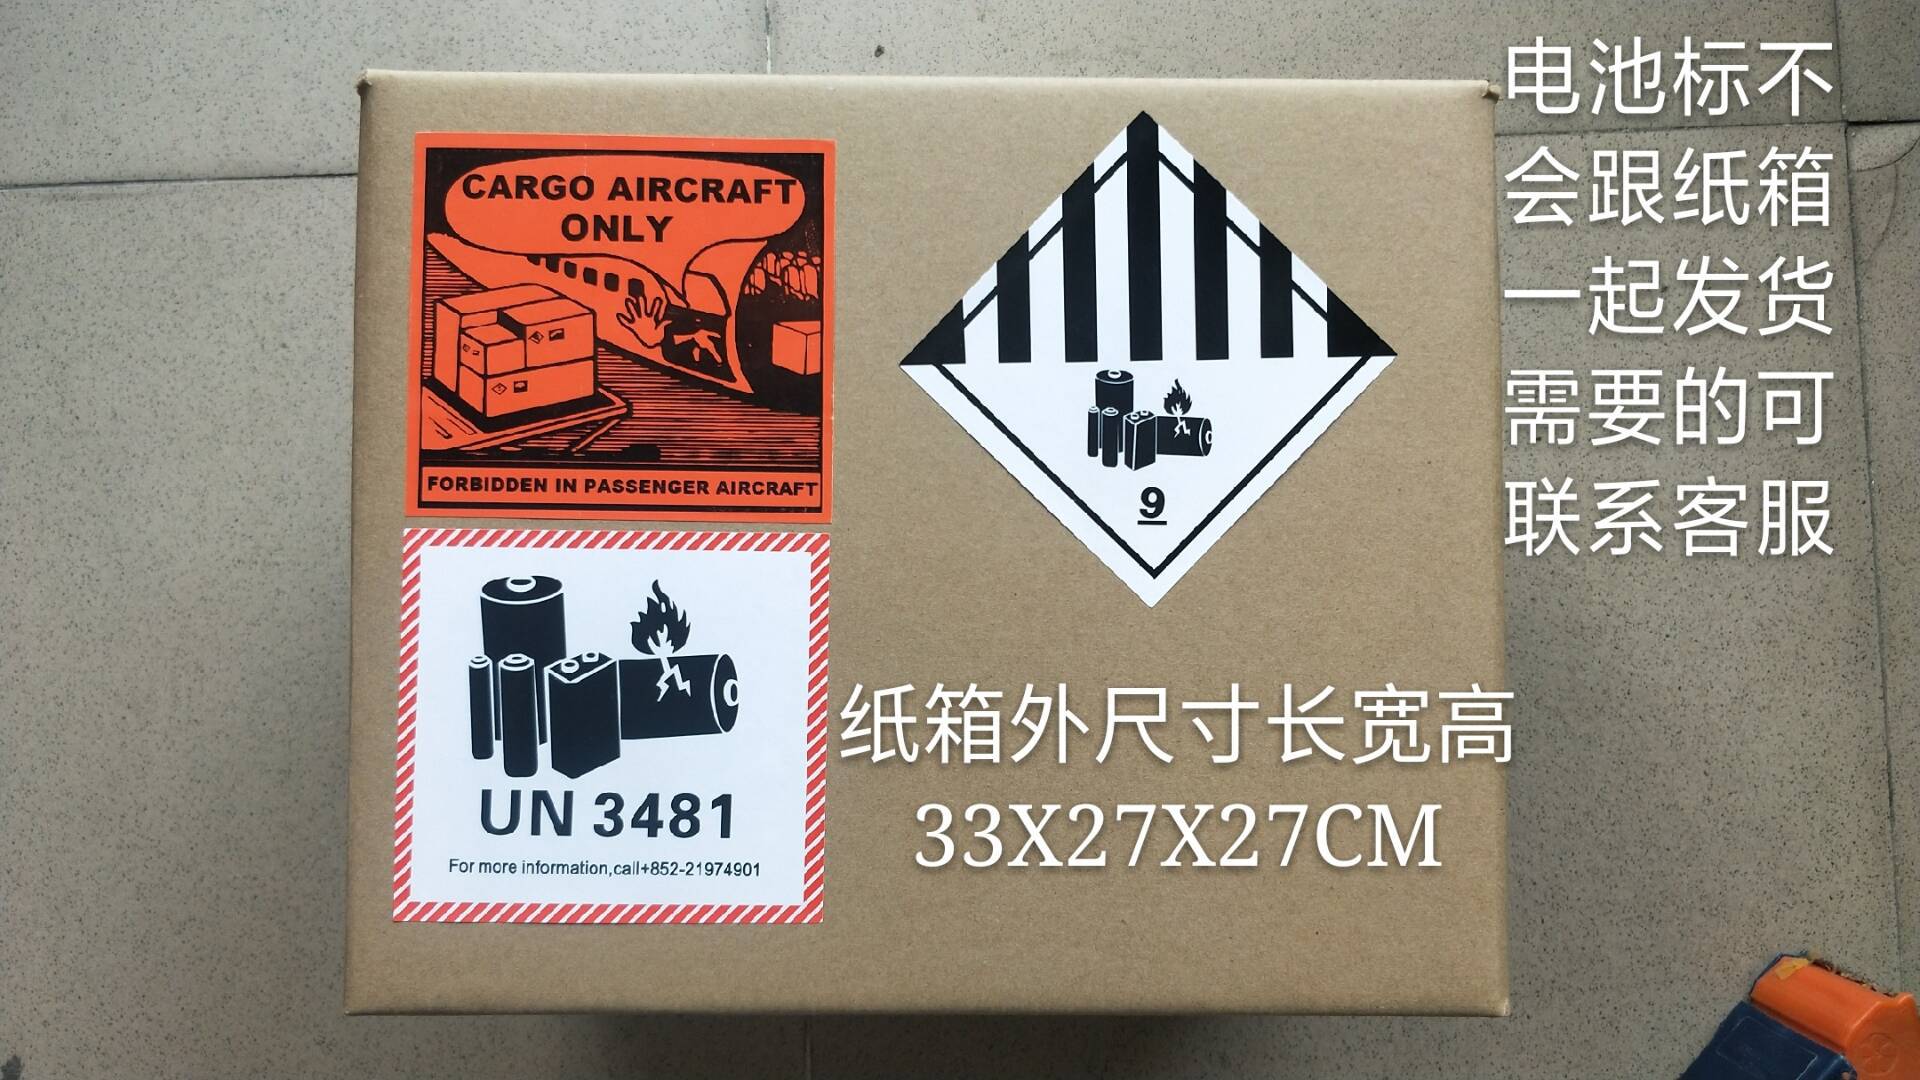 CARGO AIRCRAFT
ONLY
FORBIDDEN IN PASSENGER AIRCRAFT
9
UN 3481
For more information,call+852-21974901
电池标不
会跟纸箱
一起发货
需要的可
联系客服
纸箱外尺寸长宽高
33X27X27CM